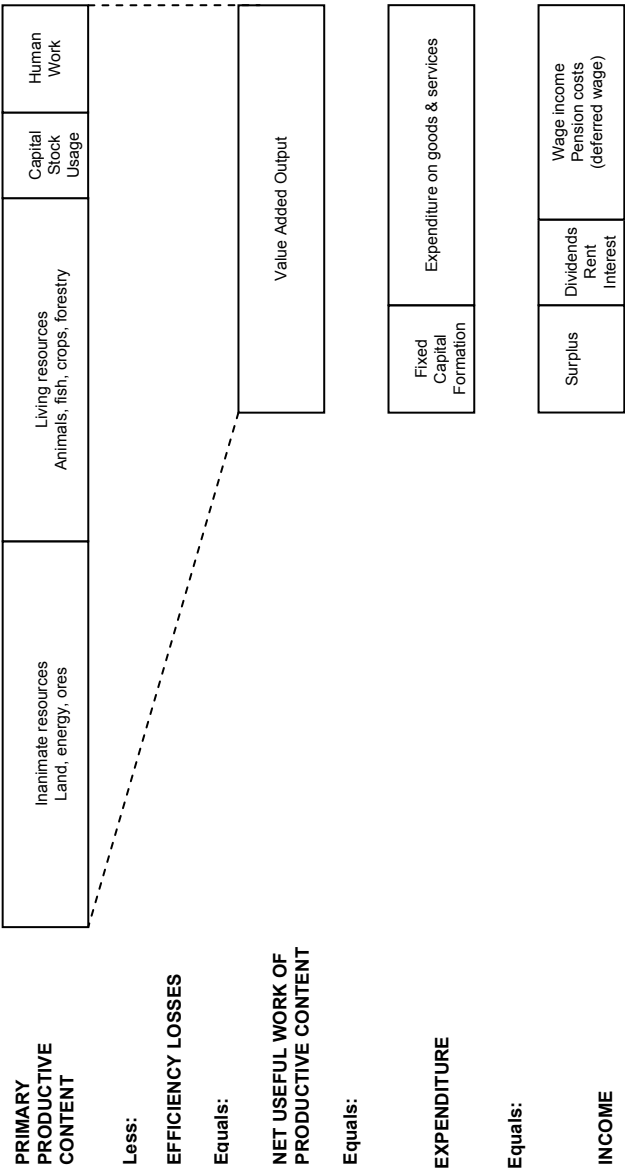 PRIMARY
PRODUCTIVE
CONTENT
Inanimate resources
Land, energy, ores
Living resources
Animals, fish, crops, forestry
Capital
Stock
Usage
Human
Work
Less:
EFFICIENCY LOSSES
Equals:
NET USEFUL WORK OF
PRODUCTIVE CONTENT
Value Added Output
Equals:
EXPENDITURE
Fixed
Capital
Formation
Expenditure on goods & services
Equals:
INCOME
Surplus
Dividends
Rent
Interest
Wage income
Pension costs
(deferred wage)